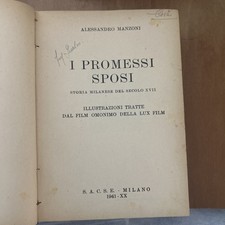 ALESSANDRO MANZONI
I PROMESSI
SPOSI
STORIA MILANESE DEL SECOLO XVII
ILLUSTRAZIONI TRATTE
DAL FILM OMONIMO DELLA LUX FILM
S. A. C. S. E. - MILANO
1942-XX